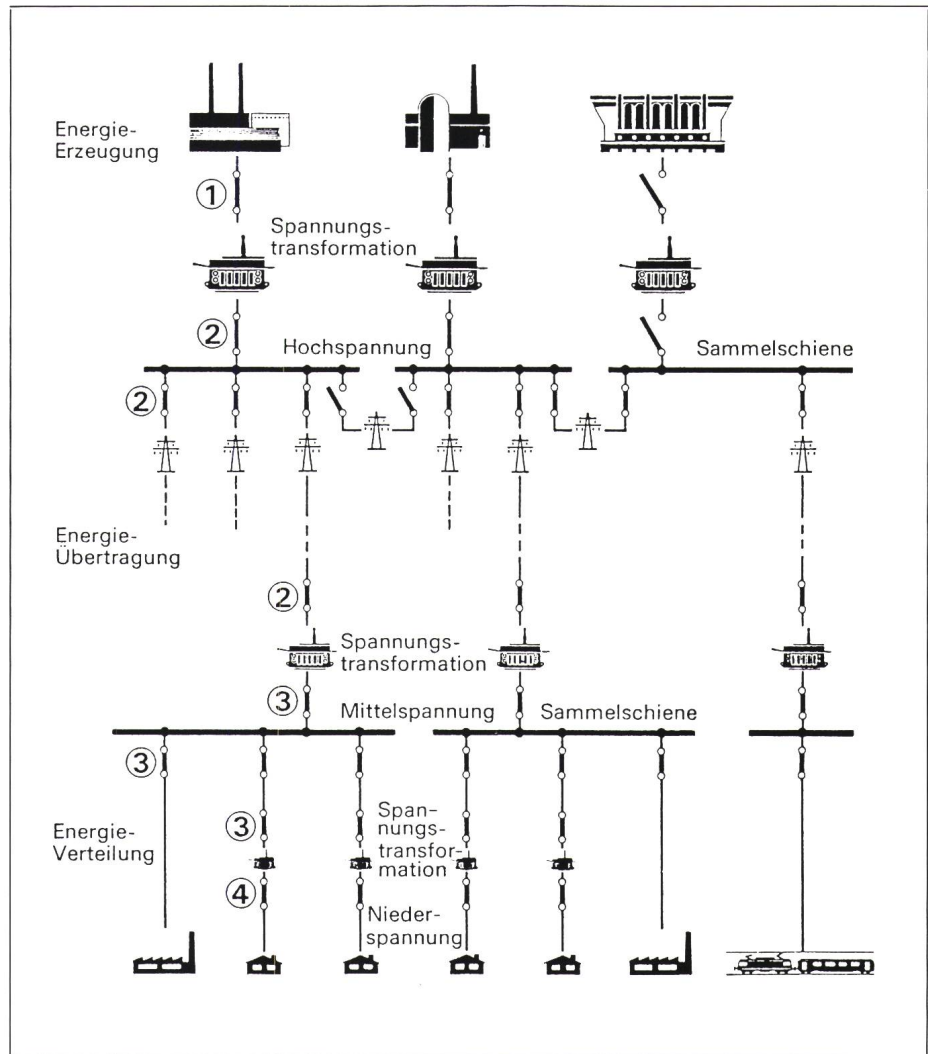 Energie-
Erzeugung
①
Spannungs-
transformation
②
Hochspannung
Sammelschiene
②
Energie-
Übertragung
②
Spannungs-
transformation
③
Mittelspannung
Sammelschiene
③
Energie-
Verteilung
③
Span-
nungs-
transfor-
mation
④
Nieder-
spannung